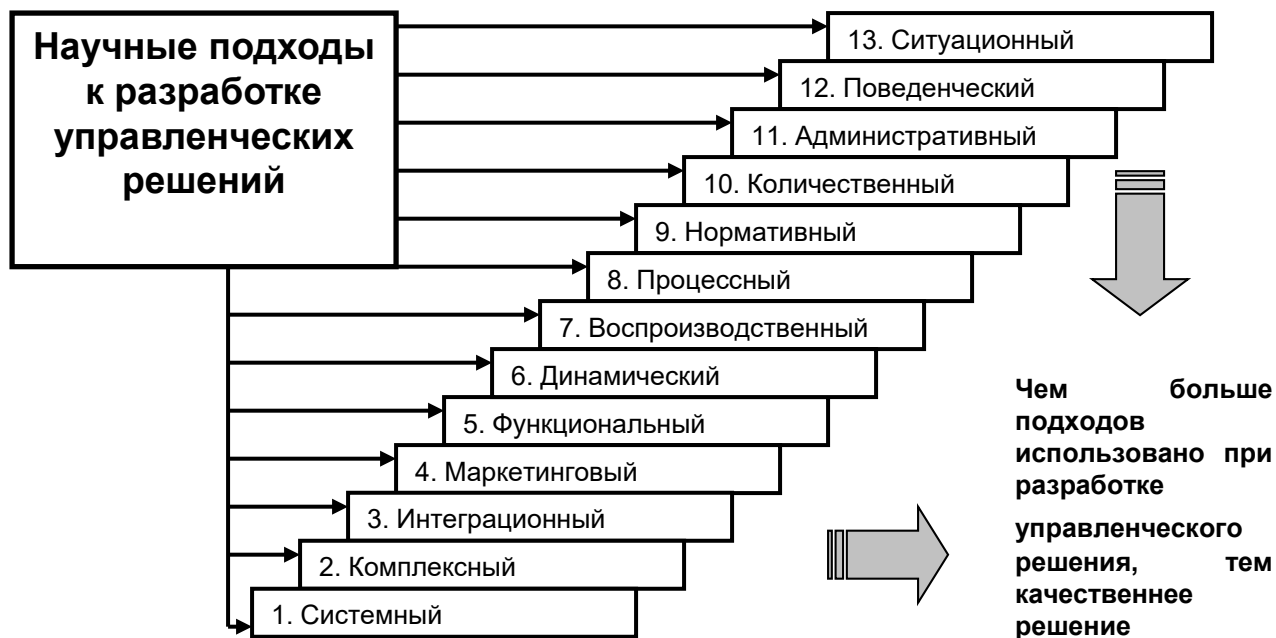 Научные подходы
к разработке
управленческих
решений
13. Ситуационный
12. Поведенческий
11. Административный
10. Количественный
9. Нормативный
8. Процессный
7. Воспроизводственный
6. Динамический
5. Функциональный
4. Маркетинговый
3. Интеграционный
2. Комплексный
1. Системный
Чем больше
подходов
использовано при
разработке
управленческого
решения, тем
качественнее
решение